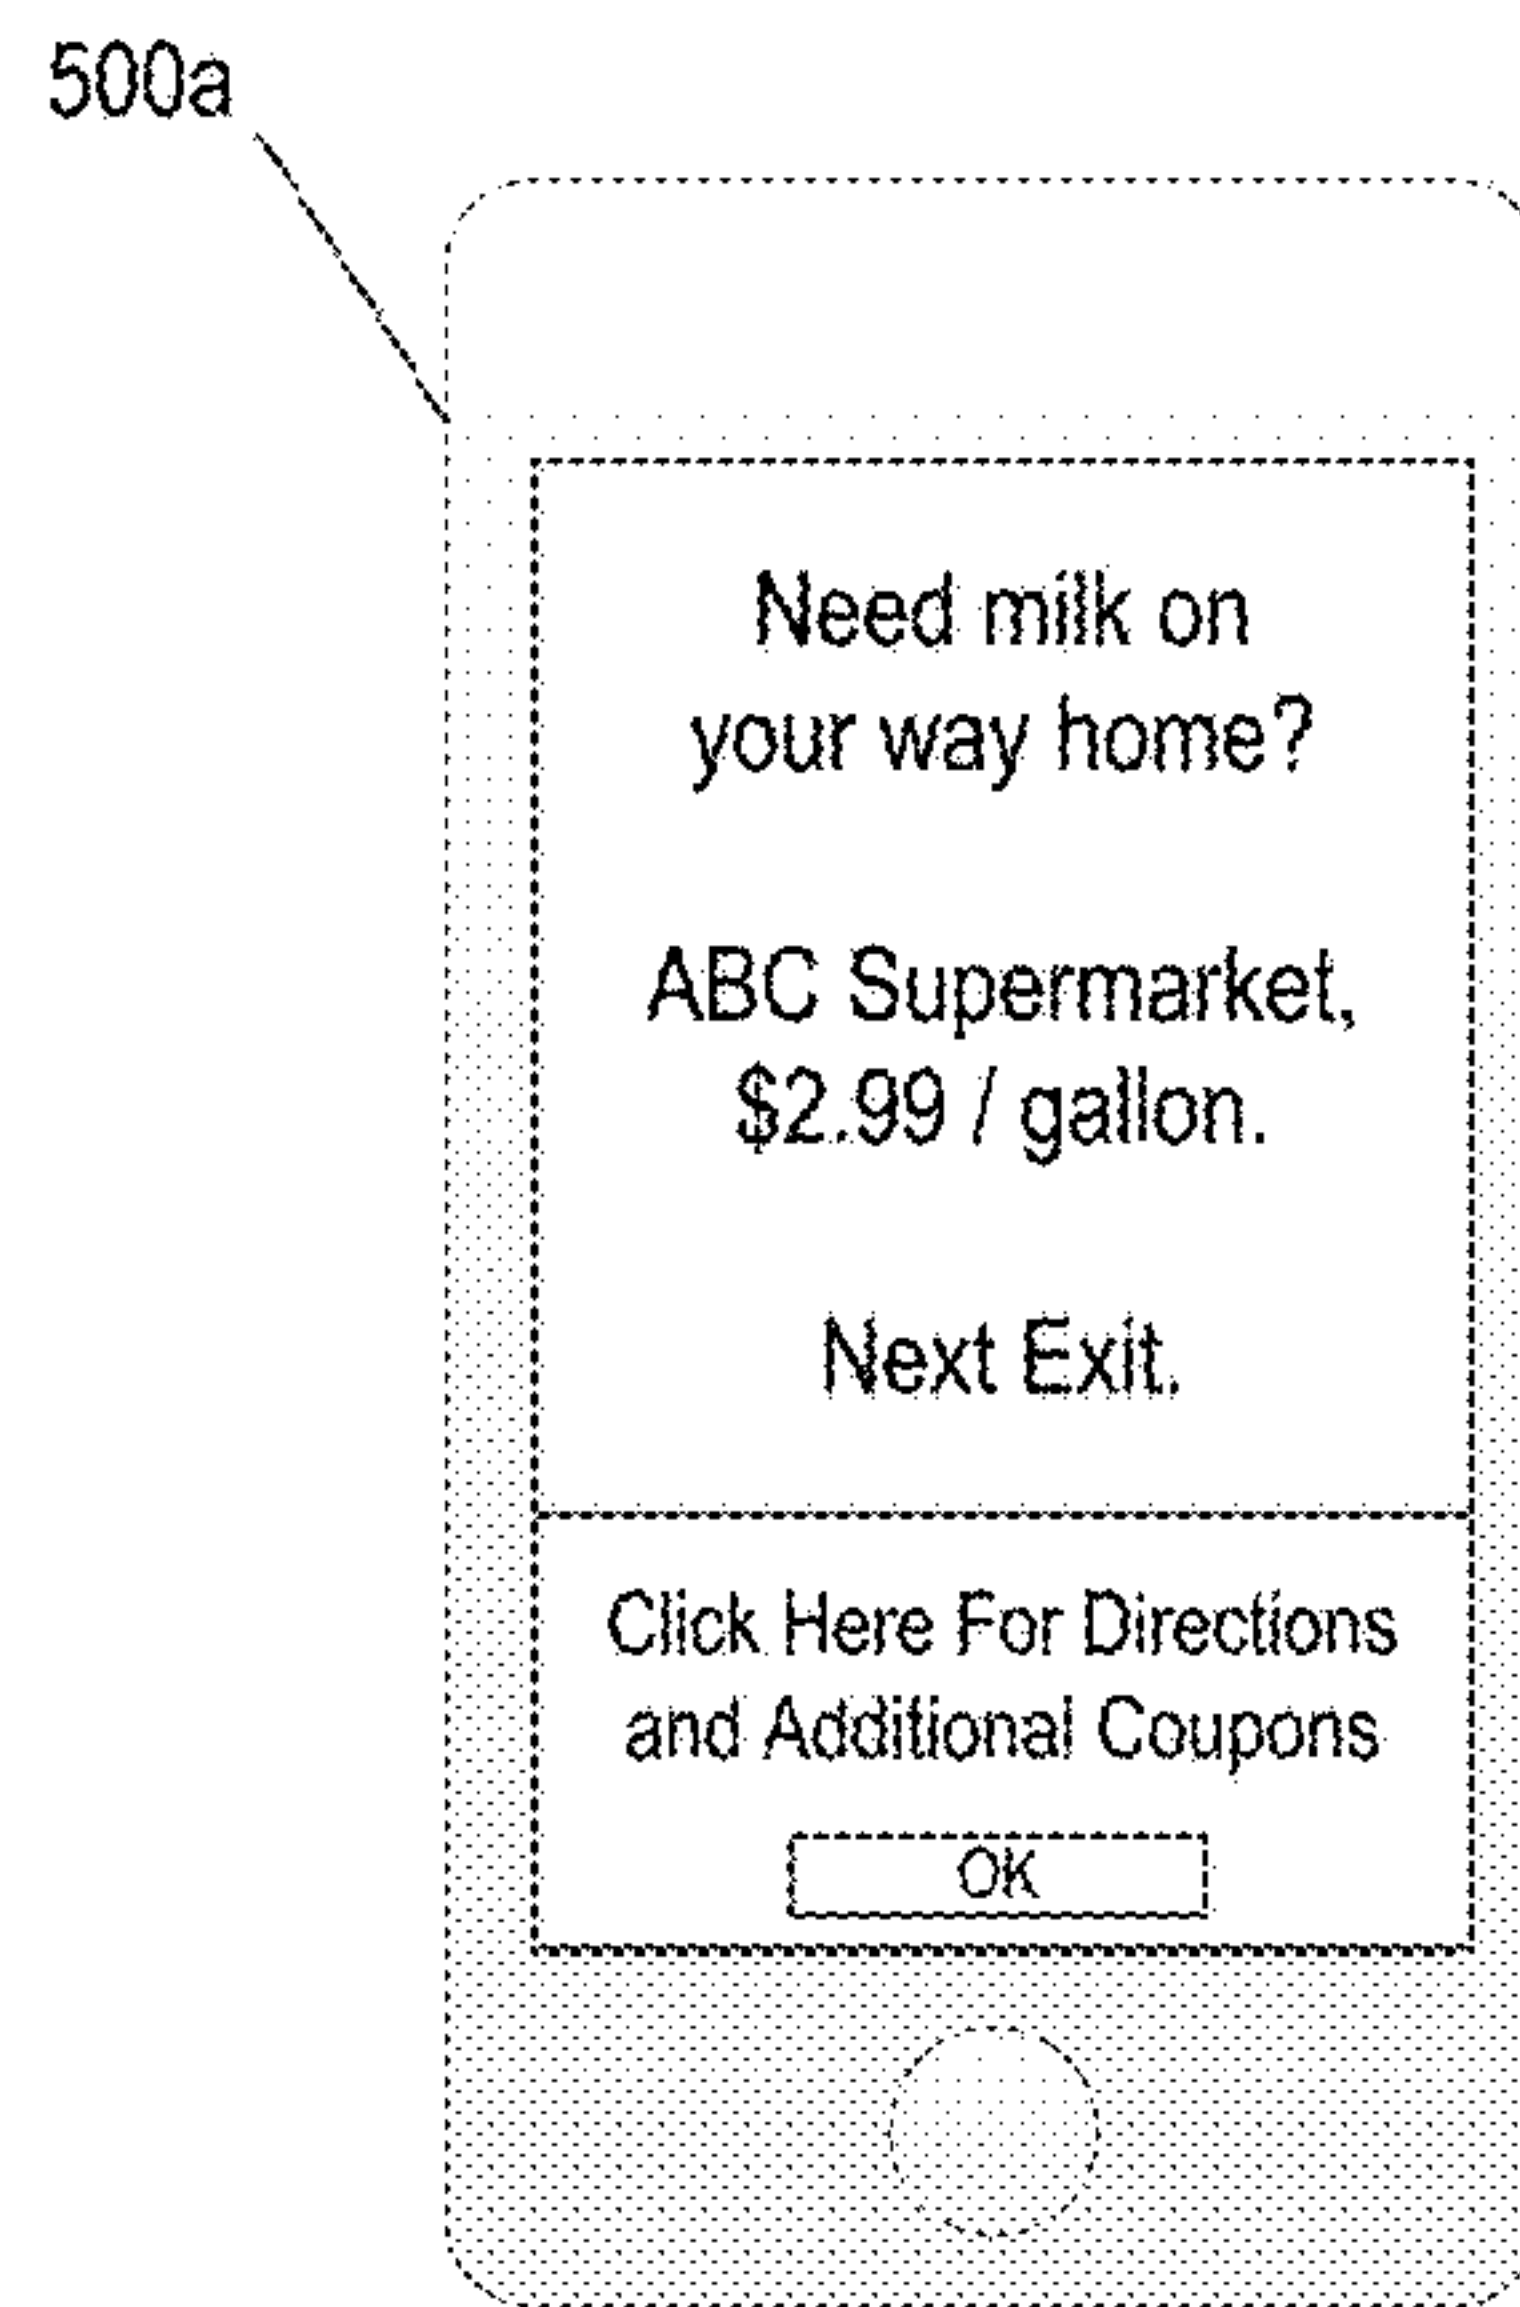 500a
Need milk on
your way home?
ABC Supermarket,
$2.99 / gallon.
Next Exit.
Click Here For Directions
and Additional Coupons
OK